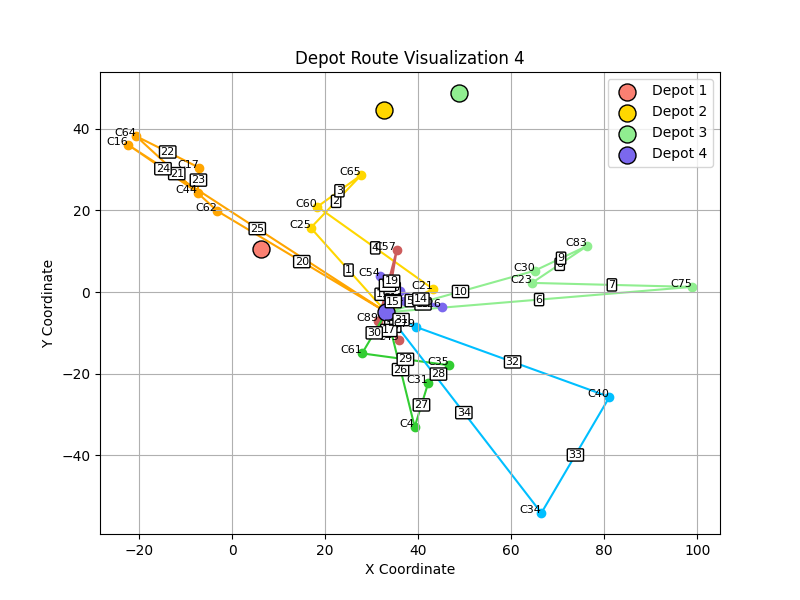 Depot Route Visualization 4
Depot 1
Depot 2
Depot 3
Depot 4
Y Coordinate
40
20
0
−20
−40
−20
0
20
40
60
80
100
X Coordinate
C64
C16
22
C17
24
21
23
C44
C62
25
20
C65
3
2
C60
C25
4
C57
1
C54
19
C21
15
14
10
C83
9
C30
C23
7
C75
6
C89
31
30
17
C61
29
C35
26
28
C31
27
C4
32
C40
34
33
C34